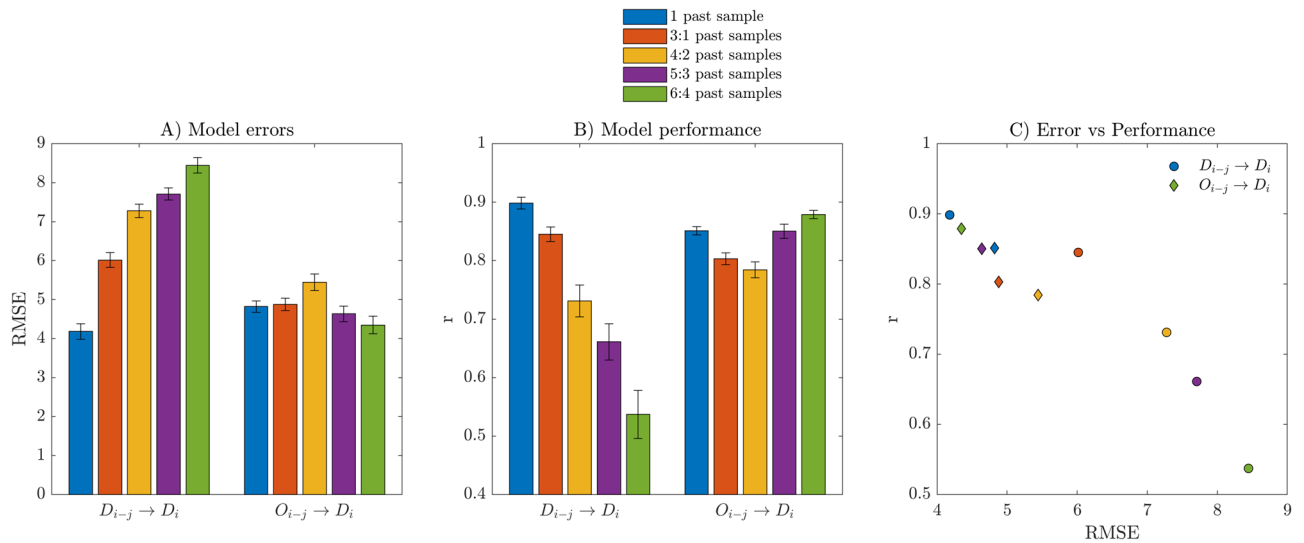 1 past sample
3:1 past samples
4:2 past samples
5:3 past samples
6:4 past samples
A) Model errors
9
8
7
6
5
4
3
2
1
0
RMSE
D_{i−j} → D_i
O_{i−j} → D_i
B) Model performance
1
0.9
0.8
0.7
0.6
0.5
0.4
r
D_{i−j} → D_i
O_{i−j} → D_i
C) Error vs Performance
1
0.9
0.8
0.7
0.6
0.5
r
D_{i−j} → D_i
O_{i−j} → D_i
4 5 6 7 8 9
RMSE